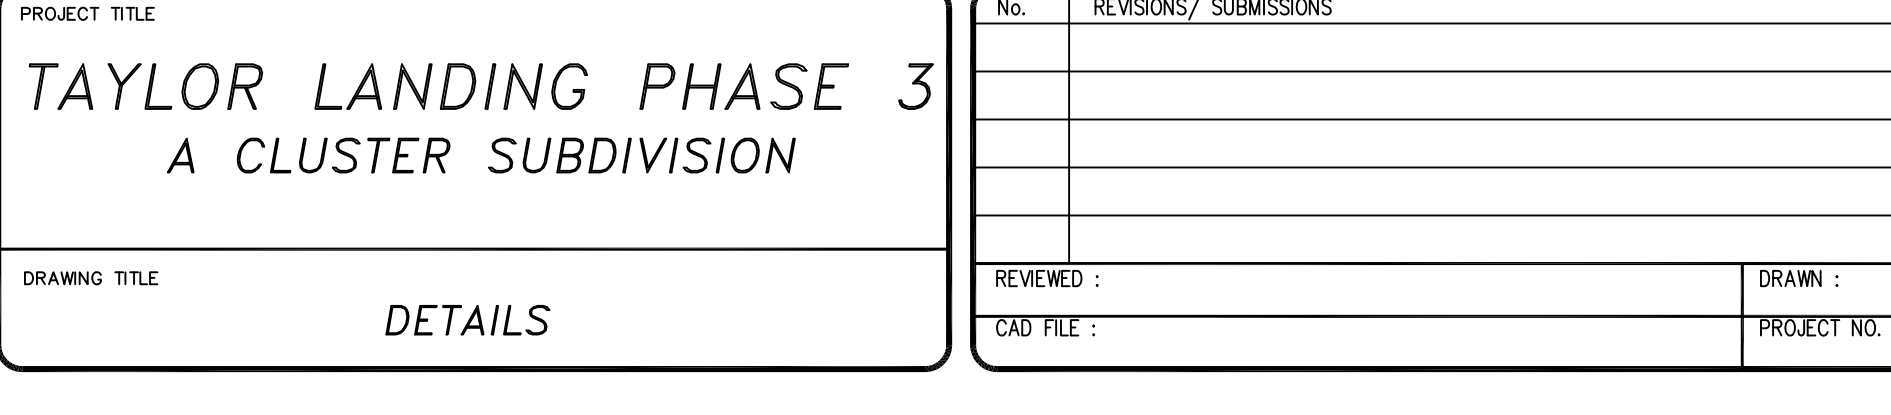 PROJECT TITLE
TAYLOR LANDING PHASE 3
A CLUSTER SUBDIVISION
DRAWING TITLE
DETAILS
No. REVISIONS/ SUBMISSIONS
REVIEWED : DRAWN :
CAD FILE : PROJECT NO.